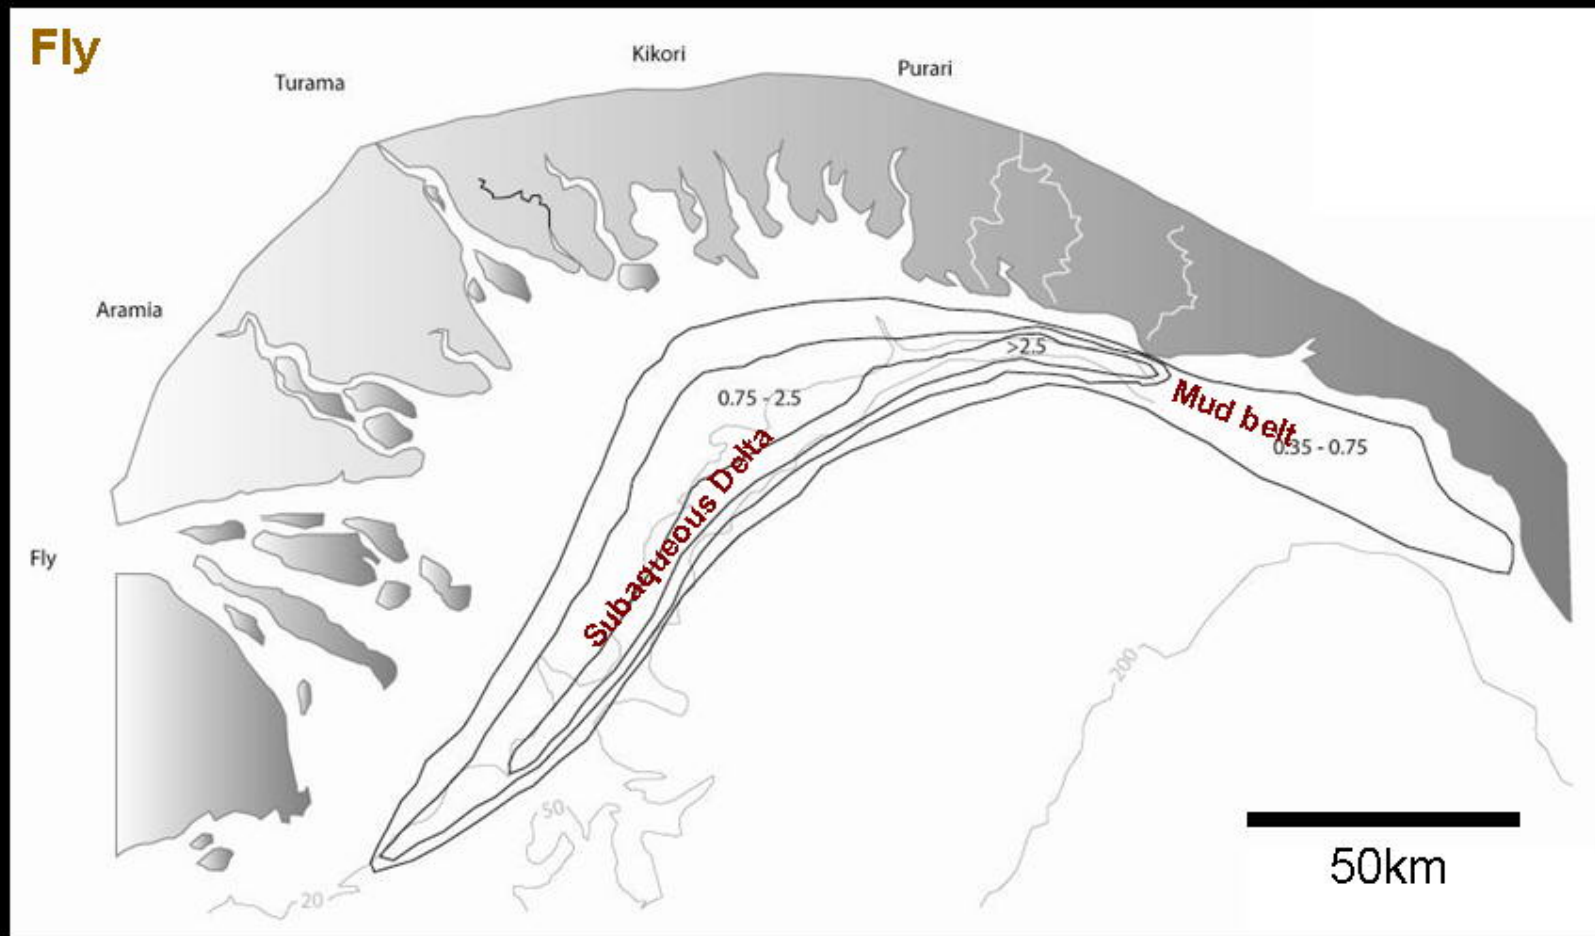 Fly
Kikori
Purari
Turama
Aramia
>2.5
0.75 - 2.5
Mud belt
0.35 - 0.75
Subaqueous Delta
Fly
200
50
20
50km